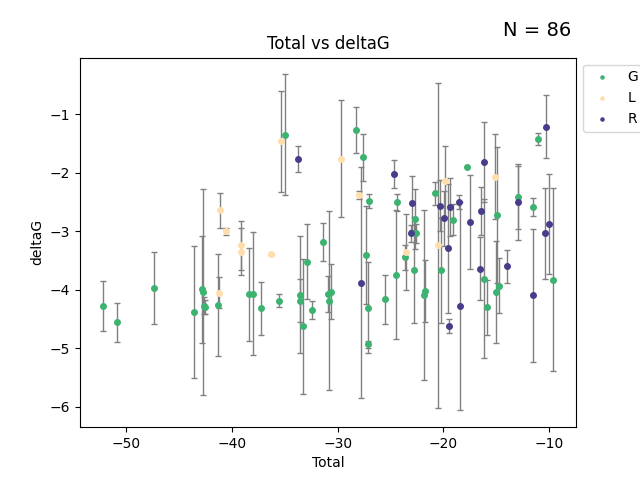 N = 86
Total vs deltaG
G
L
R
−1
−2
−3
−4
−5
−6
deltaG
−50
−40
−30
−20
−10
Total